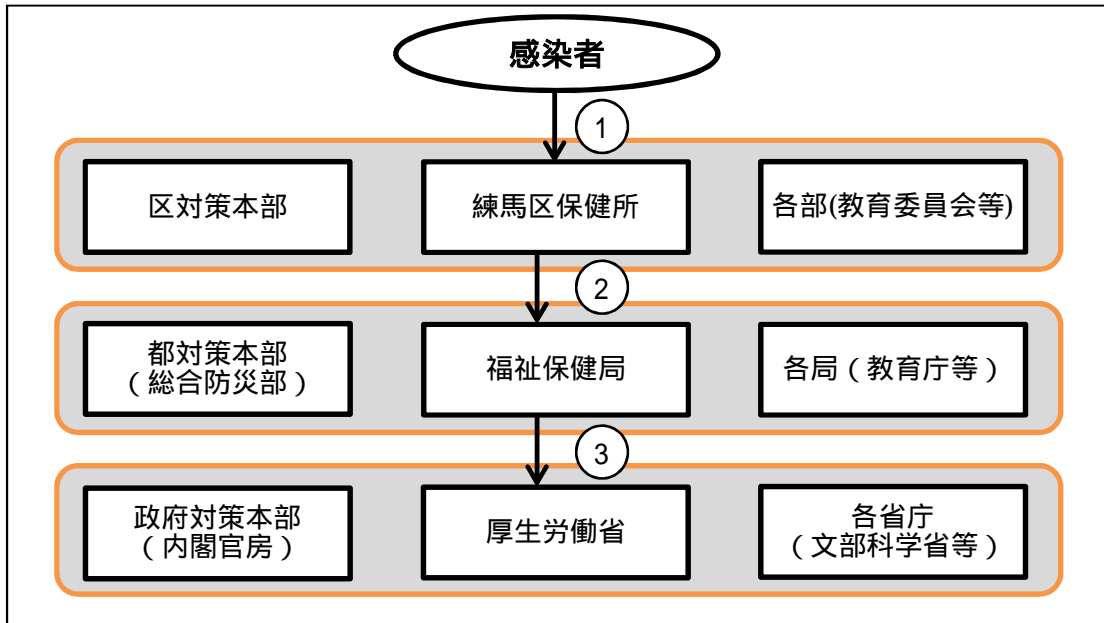 感染者
1
区対策本部
練馬区保健所
各部(教育委員会等)
2
都対策本部
（総合防災部）
福祉保健局
各局（教育庁等）
3
政府対策本部
（内閣官房）
厚生労働省
各省庁
（文部科学省等）